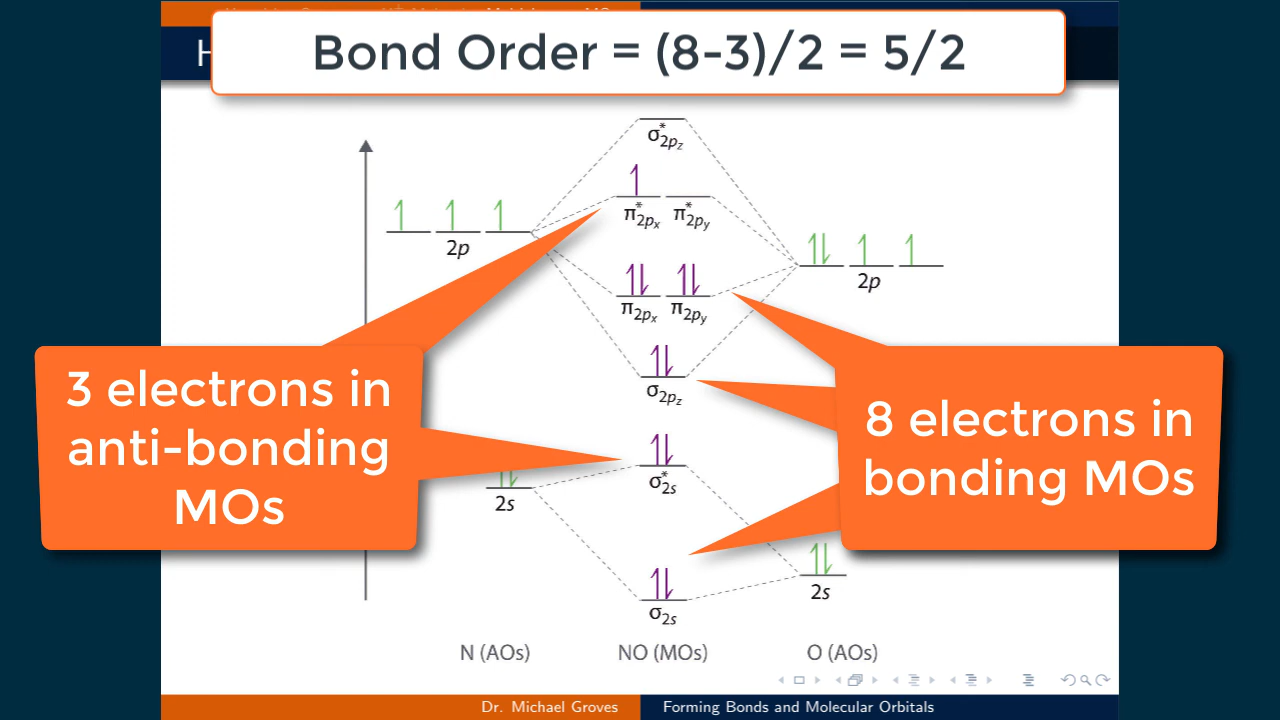 H
Bond Order = (8-3)/2 = 5/2
σ*2pz
π*2px π*2py
2p
2p
π2px π2py
σ2pz
3 electrons in
anti-bonding
MOs
8 electrons in
bonding MOs
σ*2s
2s
2s
σ2s
N (AOs) NO (MOs) O (AOs)
Dr. Michael Groves Forming Bonds and Molecular Orbitals